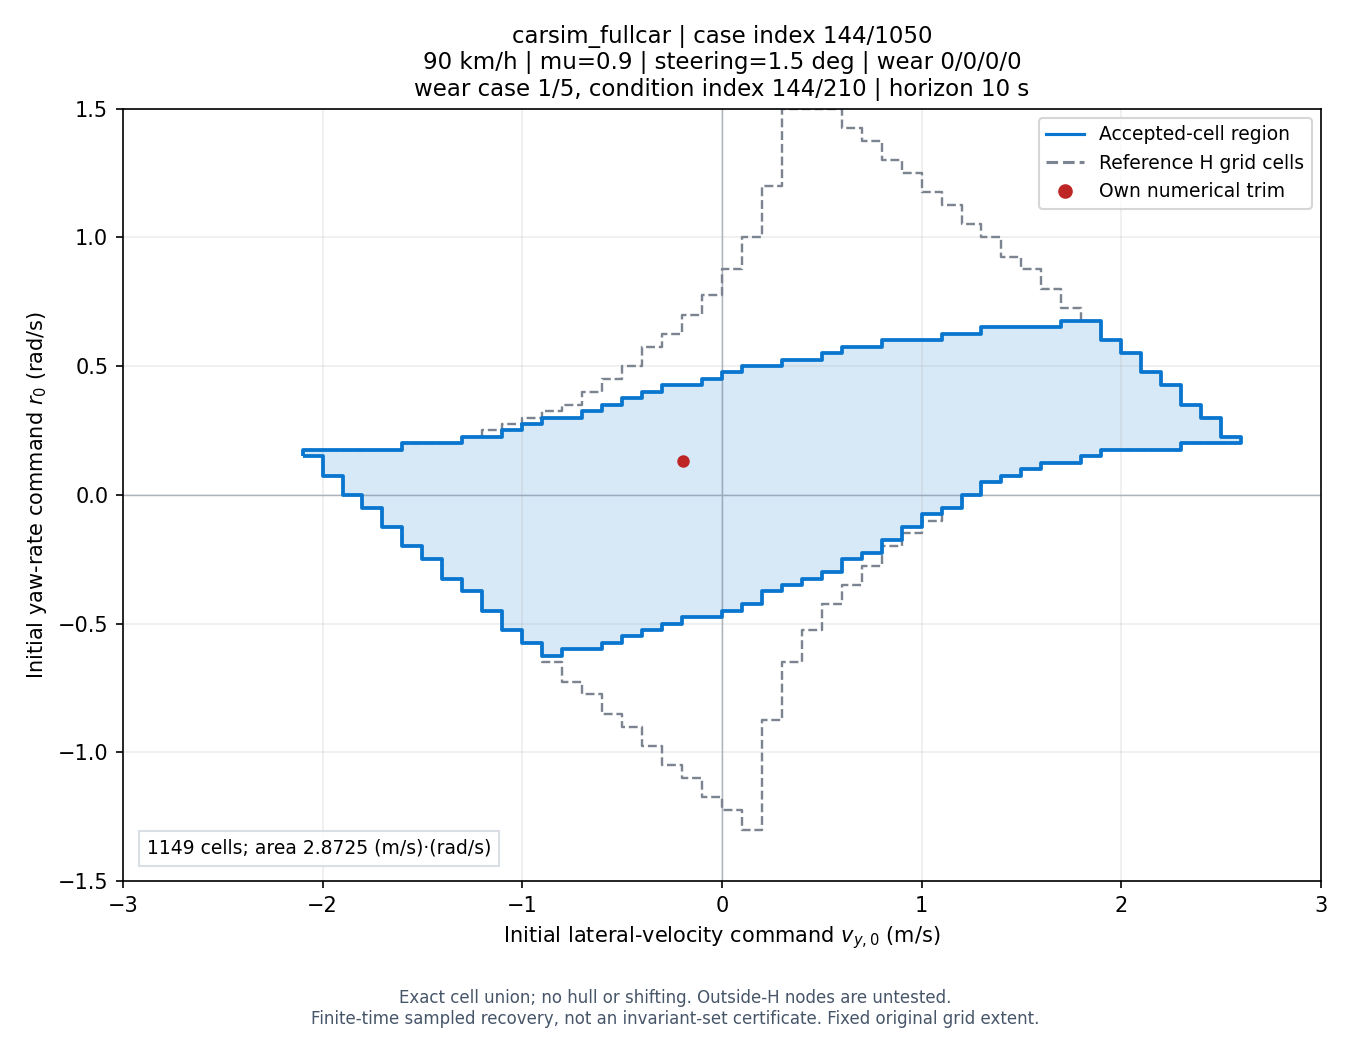 carsim_fullcar | case index 144/1050
90 km/h | mu=0.9 | steering=1.5 deg | wear 0/0/0/0
wear case 1/5, condition index 144/210 | horizon 10 s
Accepted-cell region
Reference H grid cells
Own numerical trim
1.5
1.0
0.5
0.0
−0.5
−1.0
−1.5
Initial yaw-rate command r₀ (rad/s)
1149 cells; area 2.8725 (m/s)·(rad/s)
−3
−2
−1
0
1
2
3
Initial lateral-velocity command v_{y,0} (m/s)
Exact cell union; no hull or shifting. Outside-H nodes are untested.
Finite-time sampled recovery, not an invariant-set certificate. Fixed original grid extent.